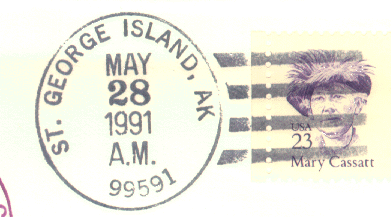 ST. GEORGE ISLAND, AK
MAY
28
1991
A.M.
99591
USA
23
Mary Cassatt